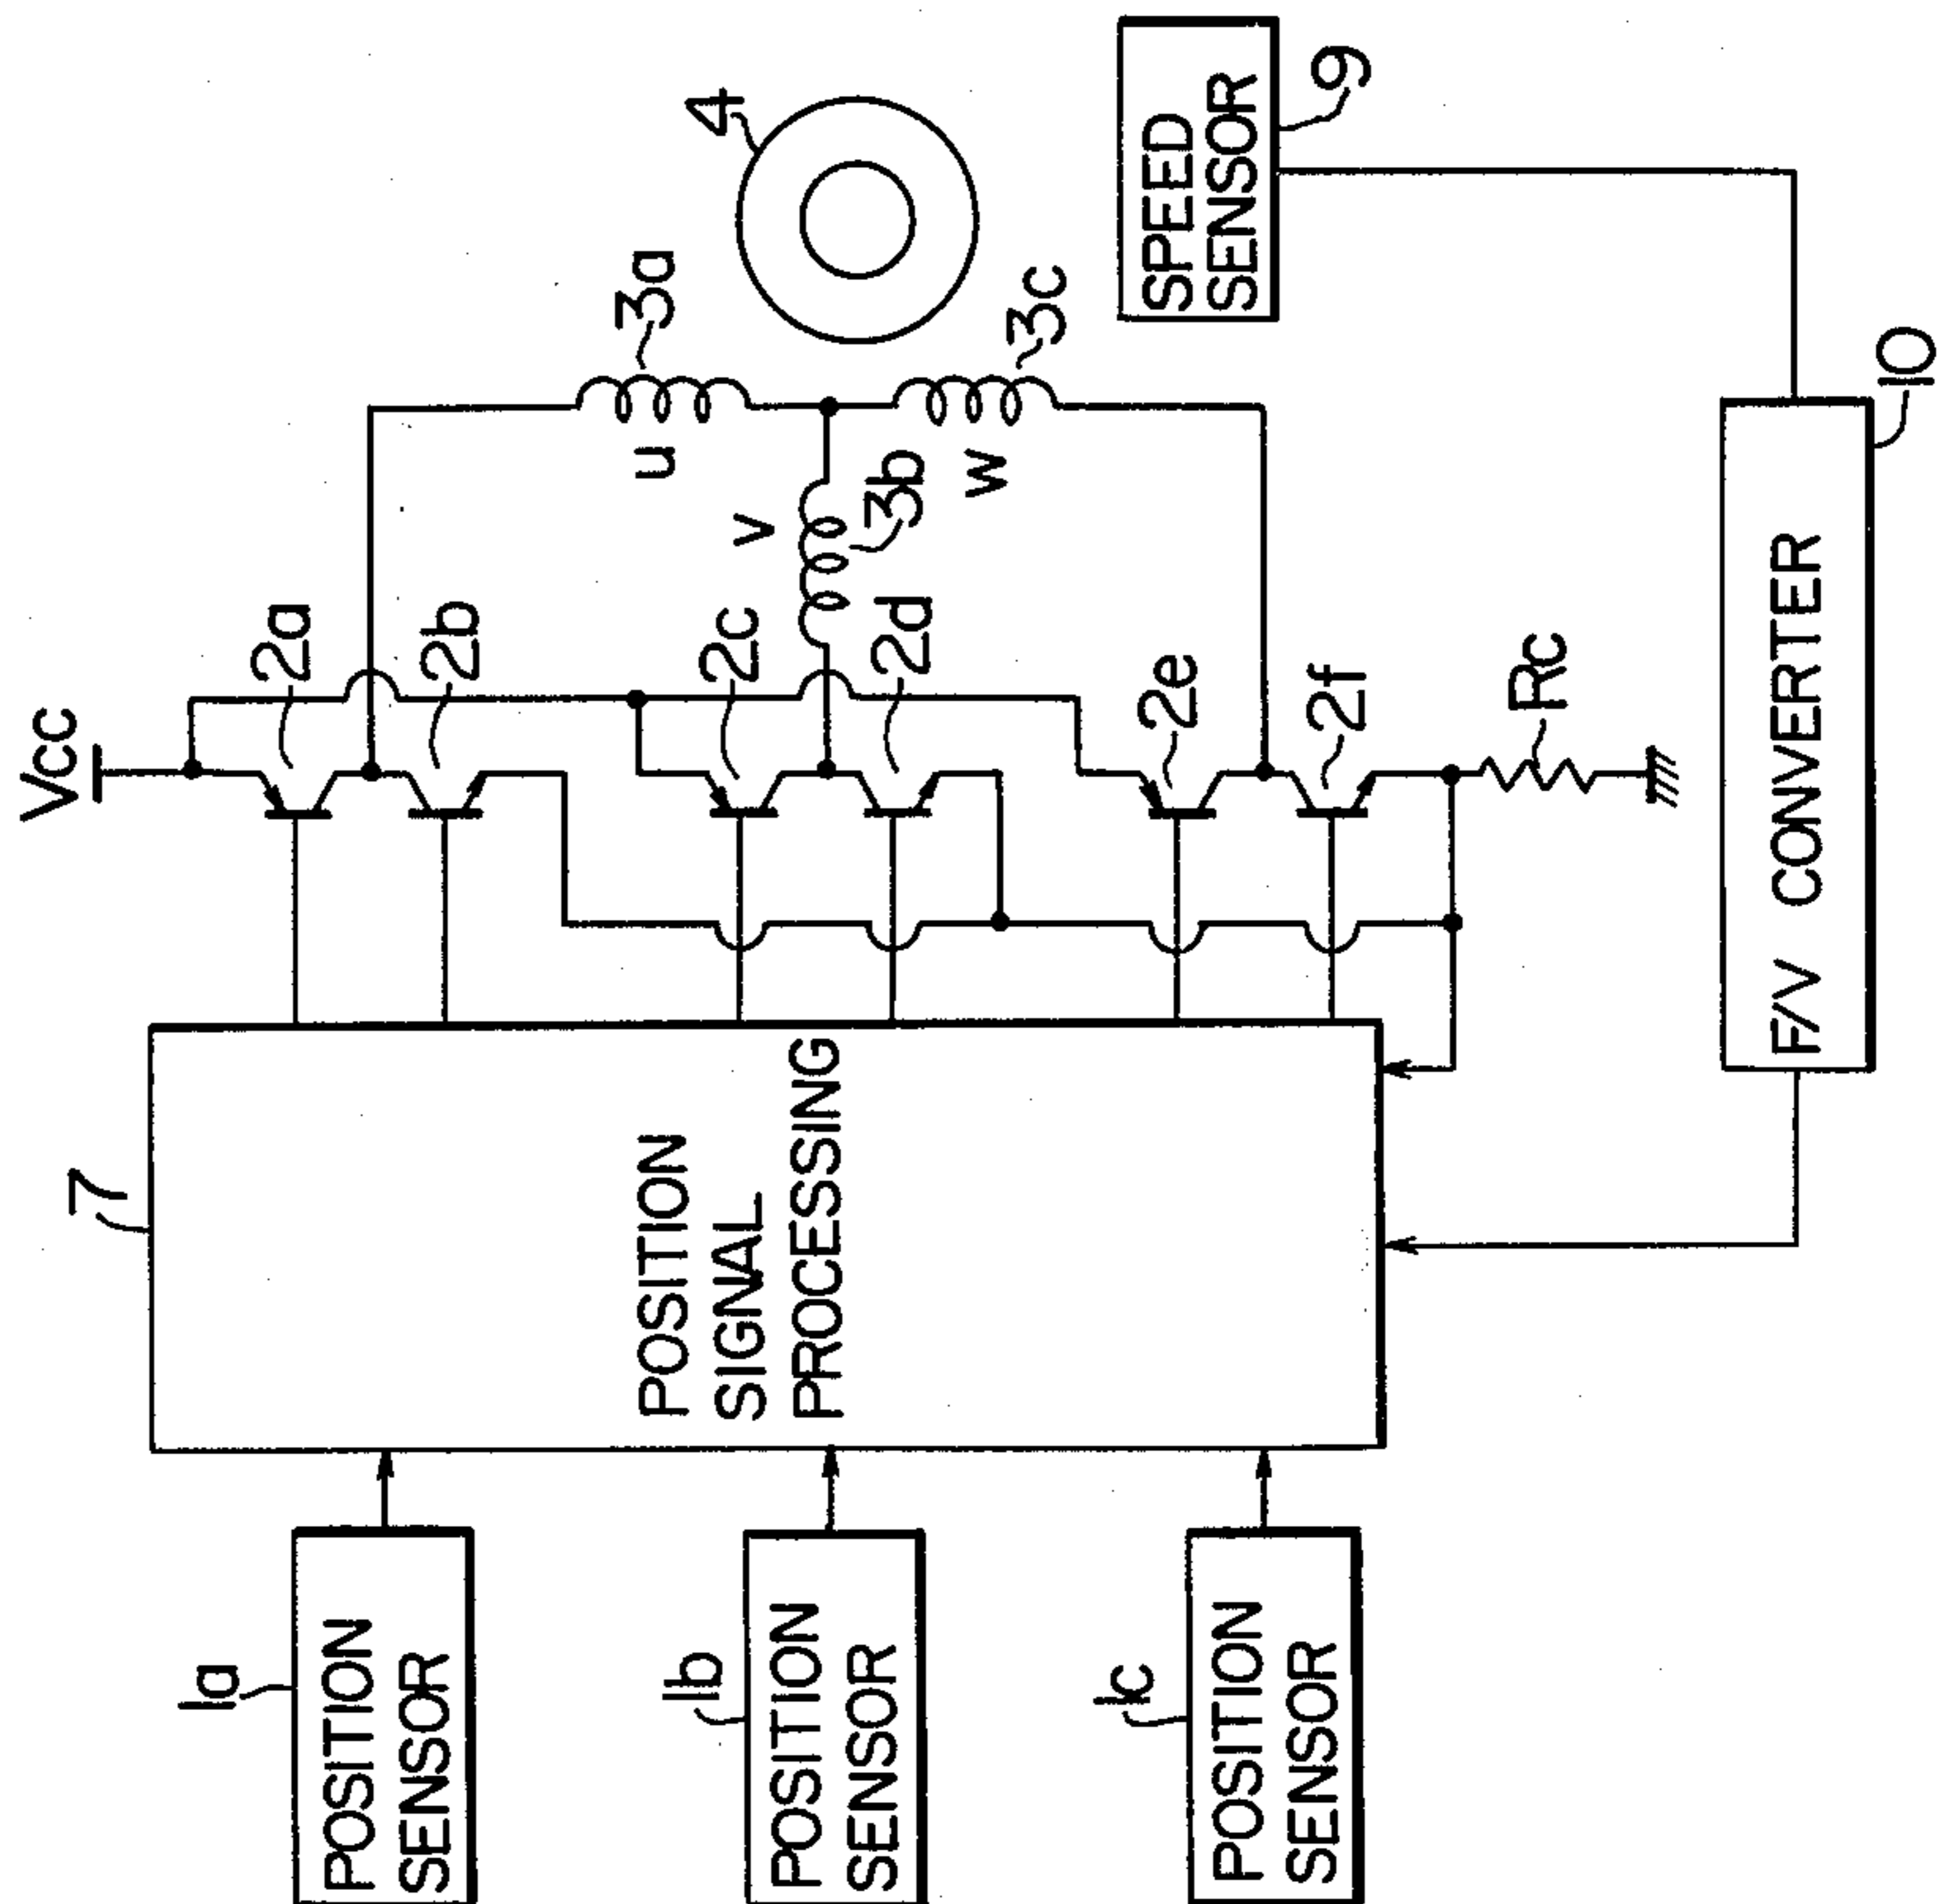 Vcc
7
1a
POSITION
SENSOR
1b
POSITION
SENSOR
1c
POSITION
SENSOR
POSITION
SIGNAL
PROCESSING
2a
2b
2c
2d
2e
2f
Rc
u
3a
v
3b
w
3c
4
SPEED
SENSOR
9
F/V CONVERTER
10